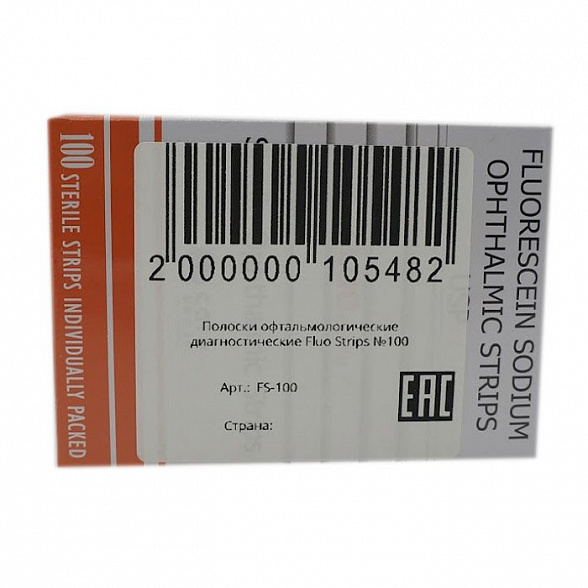 100 STERILE STRIPS INDIVIDUALLY PACKED
2 000000 105482
Полоски офтальмологические
диагностические Fluo Strips №100
Арт.: FS-100
Страна:
EAC
FLUORESCEIN SODIUM
OPHTHALMIC STRIPS
USP